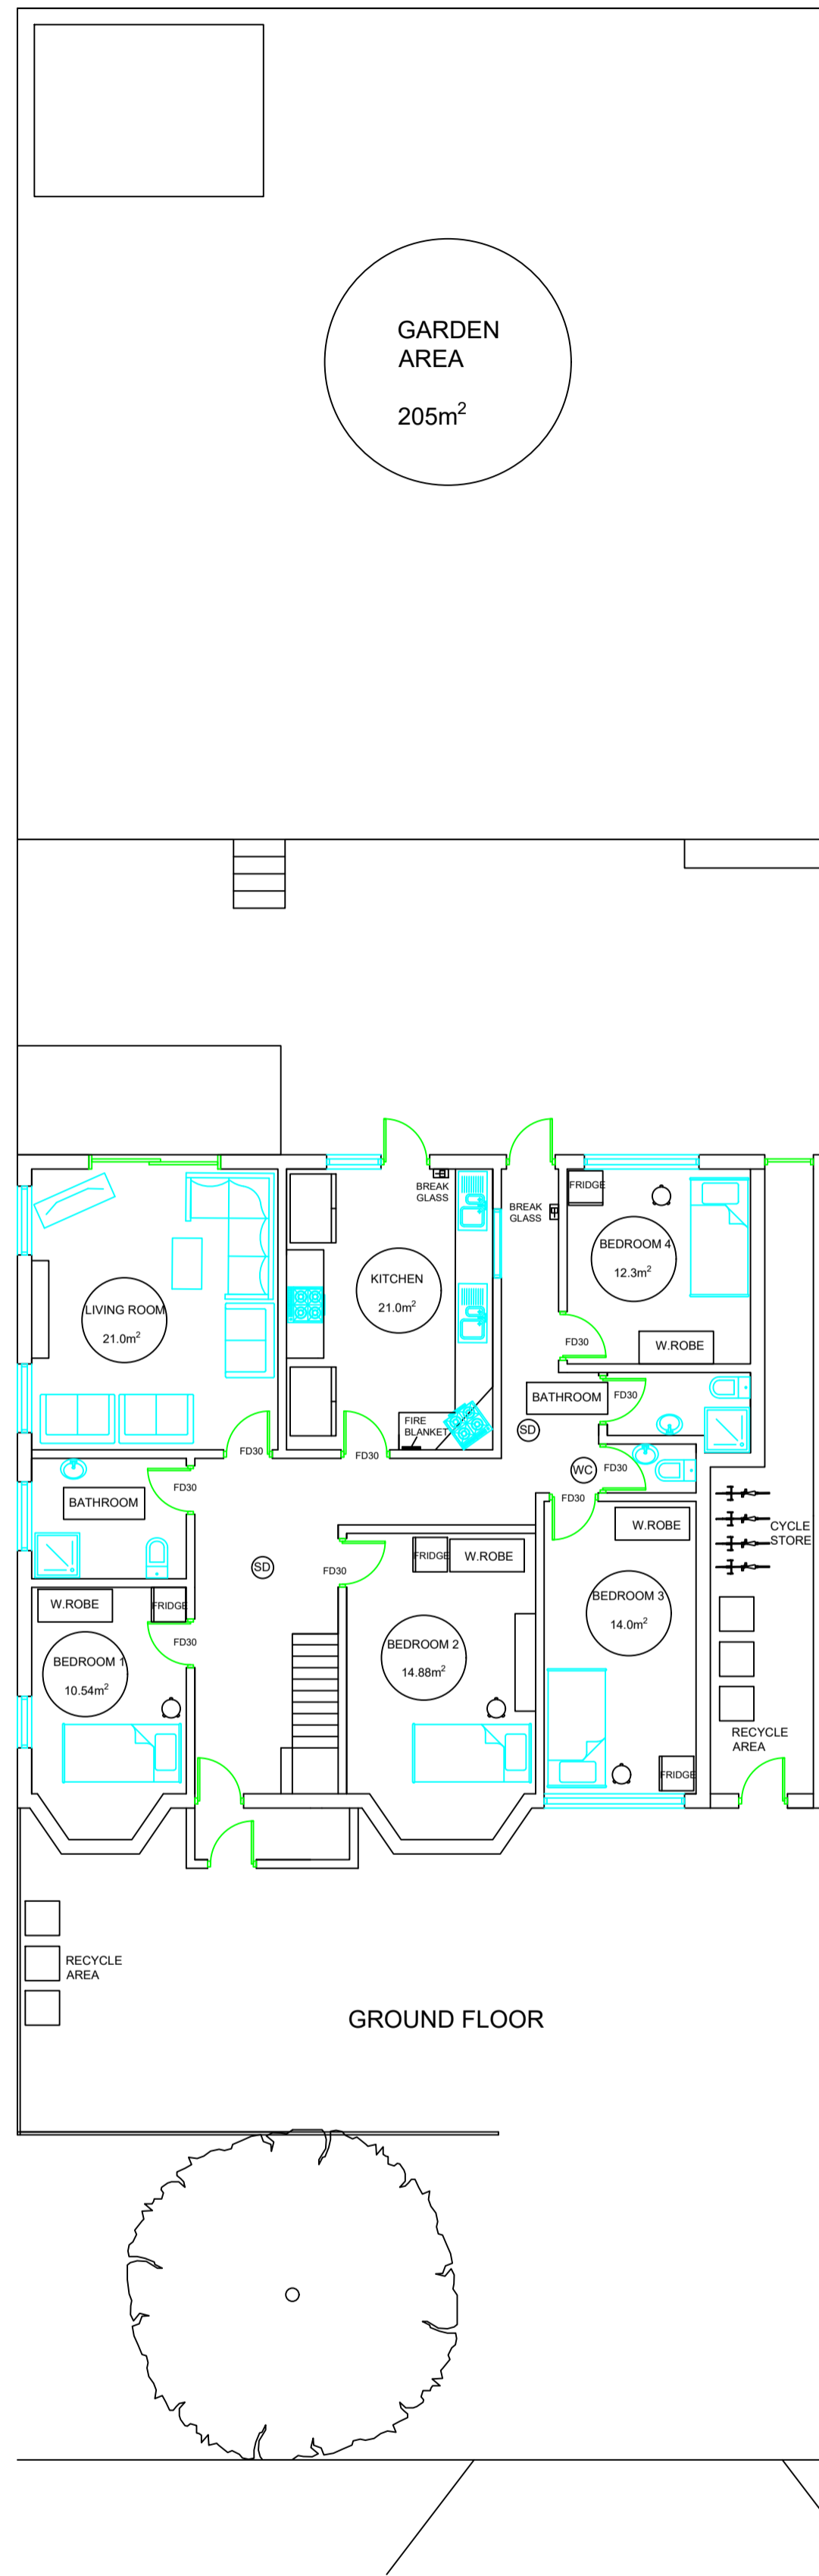 GARDEN
AREA
205m²
BREAK
GLASS
BREAK
GLASS
FRIDGE
BEDROOM 4
12.3m²
KITCHEN
21.0m²
LIVING ROOM
21.0m²
FD30
W.ROBE
FIRE
BLANKET
BATHROOM
FD30
SD
FD30
FD30
WC
FD30
FD30
FD30
BATHROOM
CYCLE
STORE
W.ROBE
FRIDGE
W.ROBE
SD
FD30
W.ROBE
FRIDGE
BEDROOM 3
14.0m²
FD30
BEDROOM 2
14.88m²
BEDROOM 1
10.54m²
RECYCLE
AREA
FRIDGE
RECYCLE
AREA
GROUND FLOOR